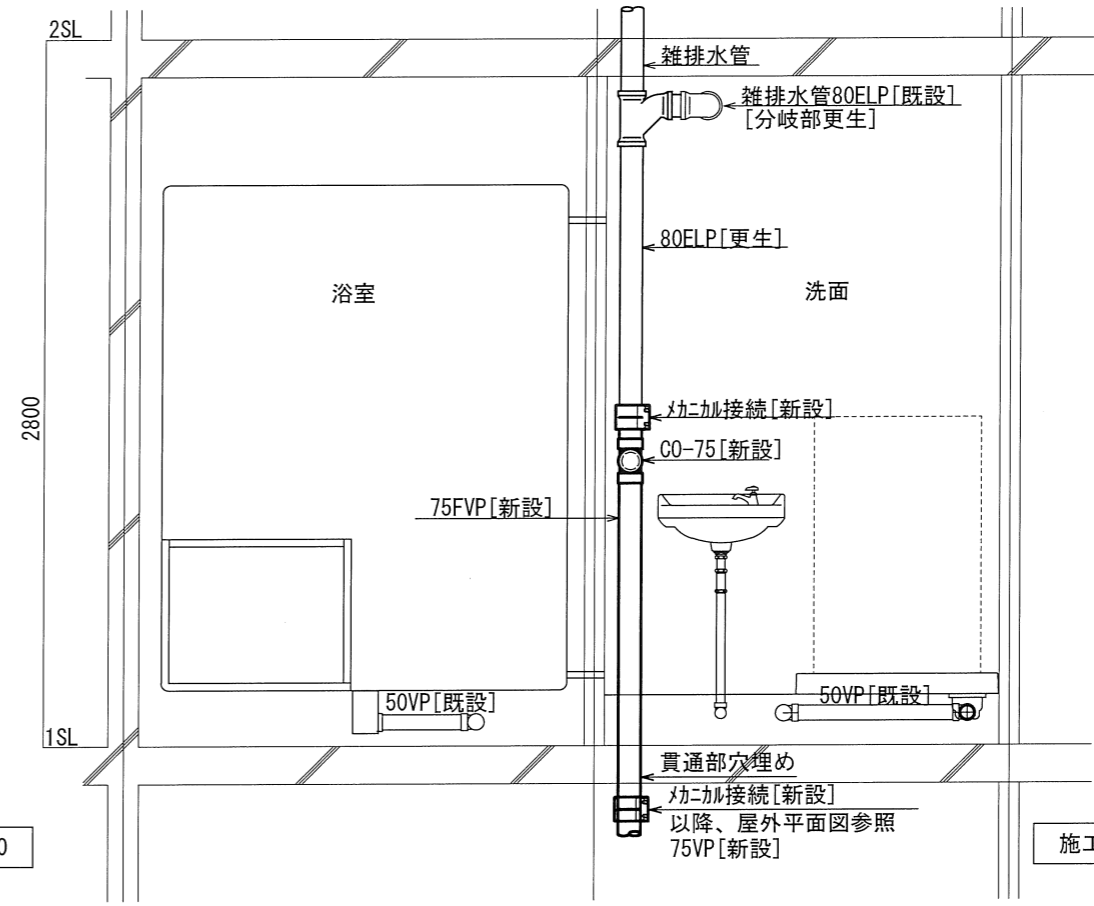 2SL
雑排水管
雑排水管80ELP[既設]
[分岐部更生]
80ELP[更生]
浴室
洗面
2800
ﾒｶﾆｶﾙ接続[新設]
CO-75[新設]
75FVP[新設]
50VP[既設]
50VP[既設]
1SL
貫通部穴埋め
ﾒｶﾆｶﾙ接続[新設]
以降、屋外平面図参照
75VP[新設]
0
施工